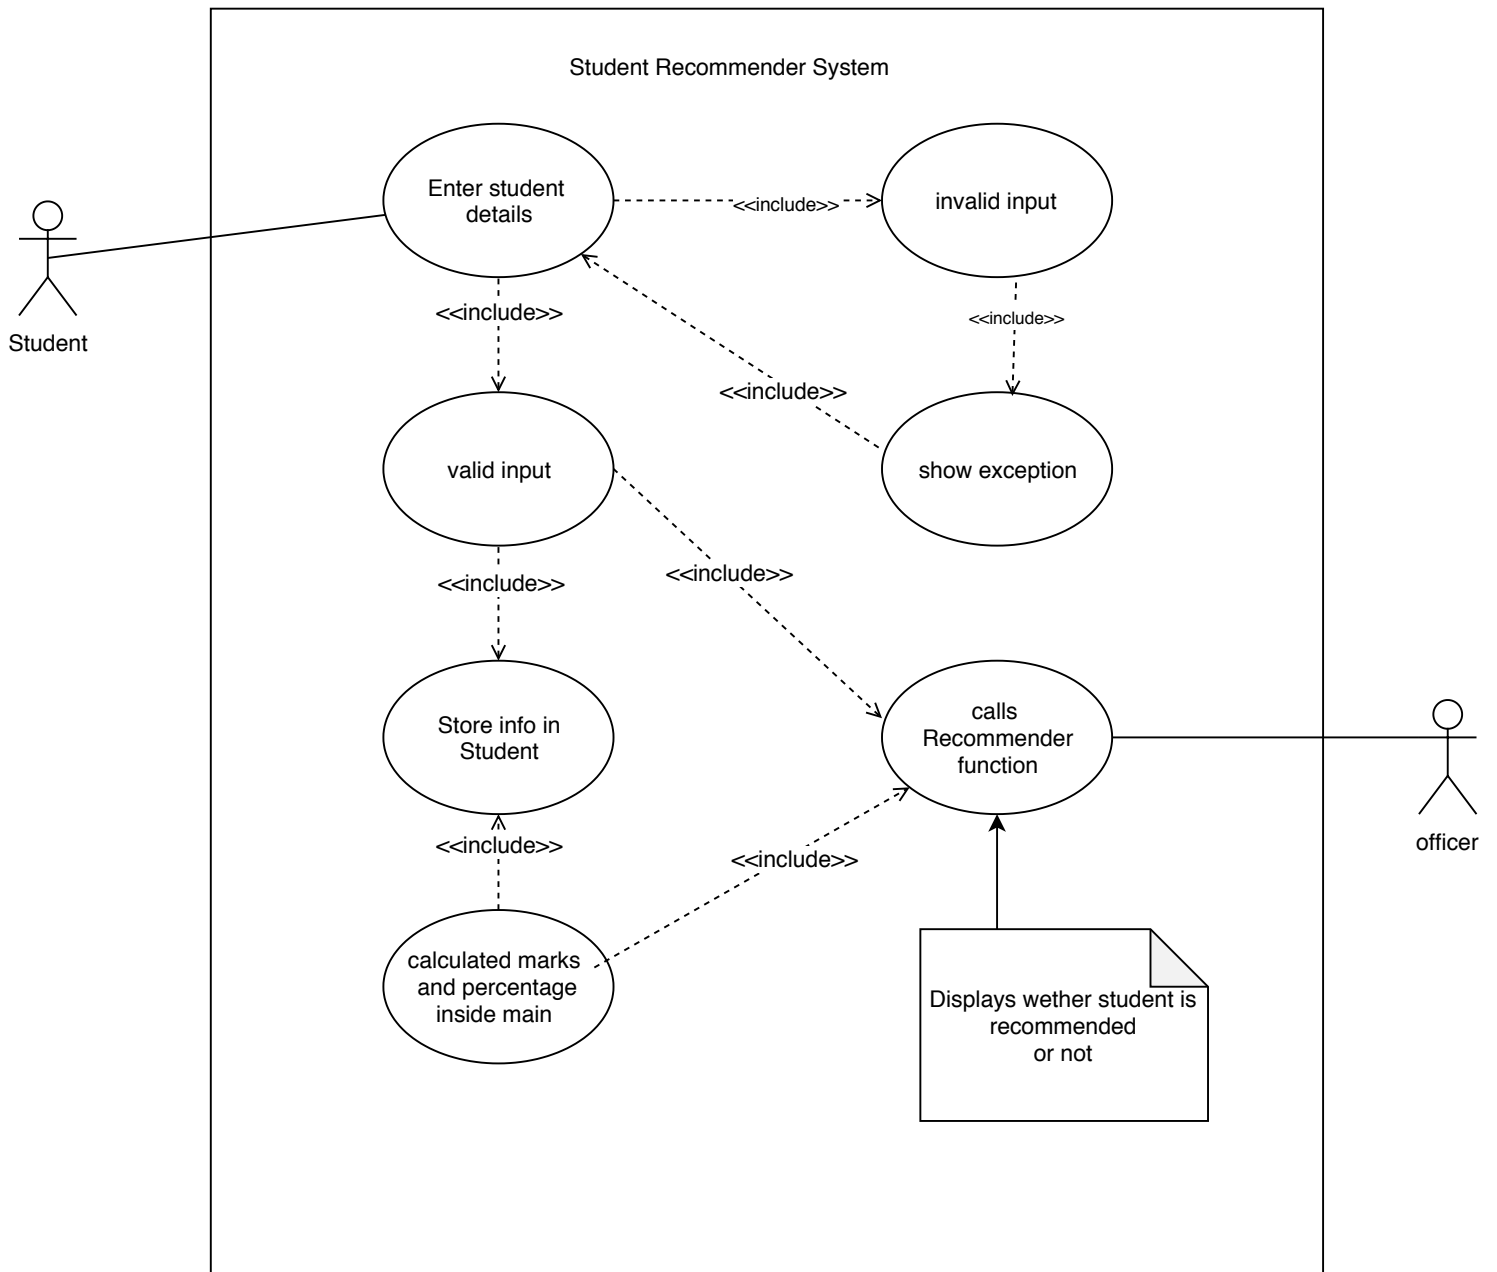 Student Recommender System
Enter student
details
<<include>>
invalid input
Student
<<include>>
<<include>>
<<include>>
valid input
show exception
<<include>>
<<include>>
Store info in
Student
calls
Recommender
function
officer
<<include>>
<<include>>
calculated marks
and percentage
inside main
Displays wether student is
recommended
or not